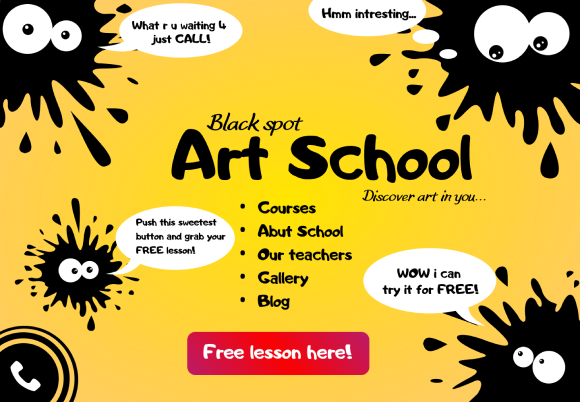 What r u waiting 4
just CALL!
Hmm intresting...
Black spot
Art School
Discover art in you...
• Courses
• Abut School
• Our teachers
• Gallery
• Blog
Push this sweetest
button and grab your
FREE lesson!
WOW i can
try it for FREE!
Free lesson here!